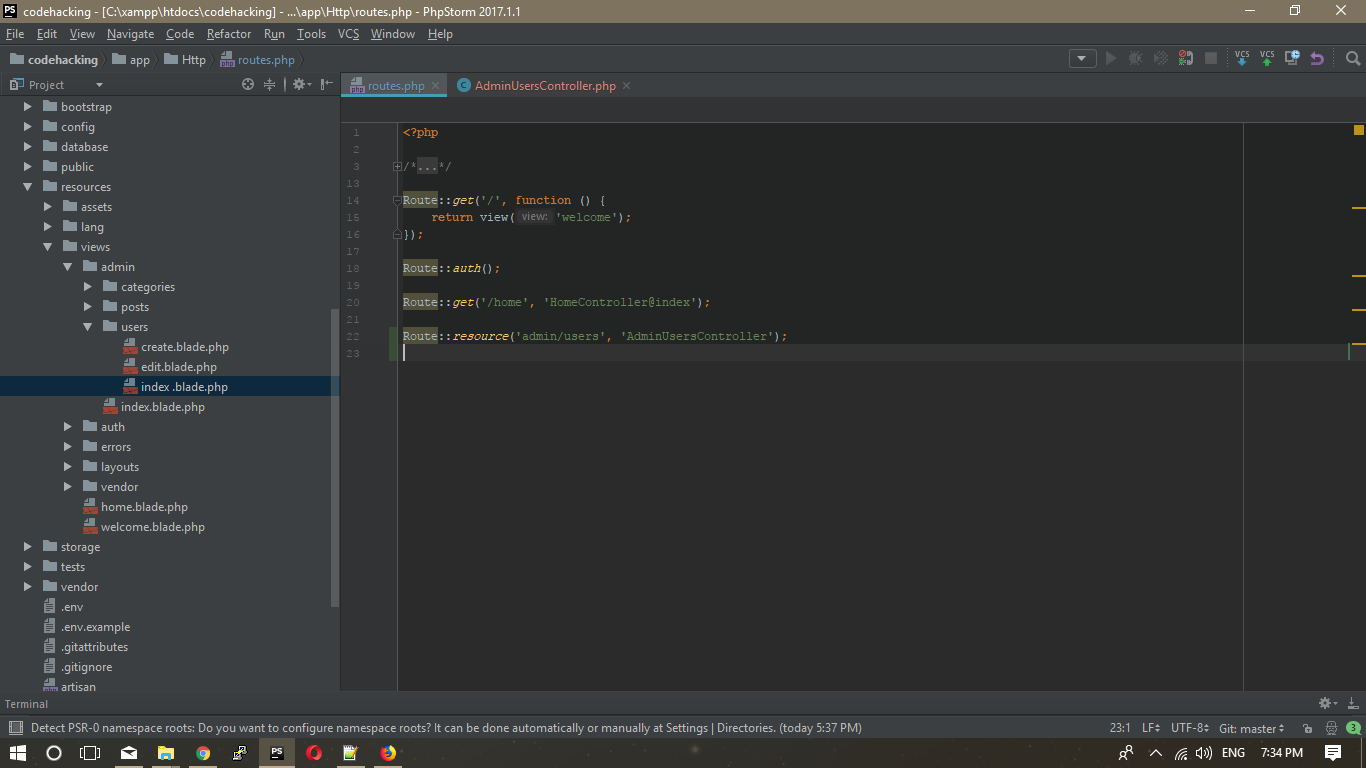 PS codehacking - [C:\xampp\htdocs\codehacking] - ...\app\Http\routes.php - PhpStorm 2017.1.1
File Edit View Navigate Code Refactor Run Tools VCS Window Help
codehacking app Http routes.php VCS VCS
Project routes.php AdminUsersController.php
bootstrap
config
database
public
resources
assets
lang
views
admin
categories
posts
users
create.blade.php
edit.blade.php
index .blade.php
index.blade.php
auth
errors
layouts
vendor
home.blade.php
welcome.blade.php
storage
tests
vendor
.env
.env.example
.gitattributes
.gitignore
artisan
1 <?php
2
3 /*...*/
13
14 Route::get('/', function () {
15 return view( view: 'welcome');
16 });
17
18 Route::auth();
19
20 Route::get('/home', 'HomeController@index');
21
22 Route::resource('admin/users', 'AdminUsersController');
23
Terminal
Detect PSR-0 namespace roots: Do you want to configure namespace roots? It can be done automatically or manually at Settings | Directories. (today 5:37 PM) 23:1 LF UTF-8 Git: master 3
PS ENG 7:34 PM